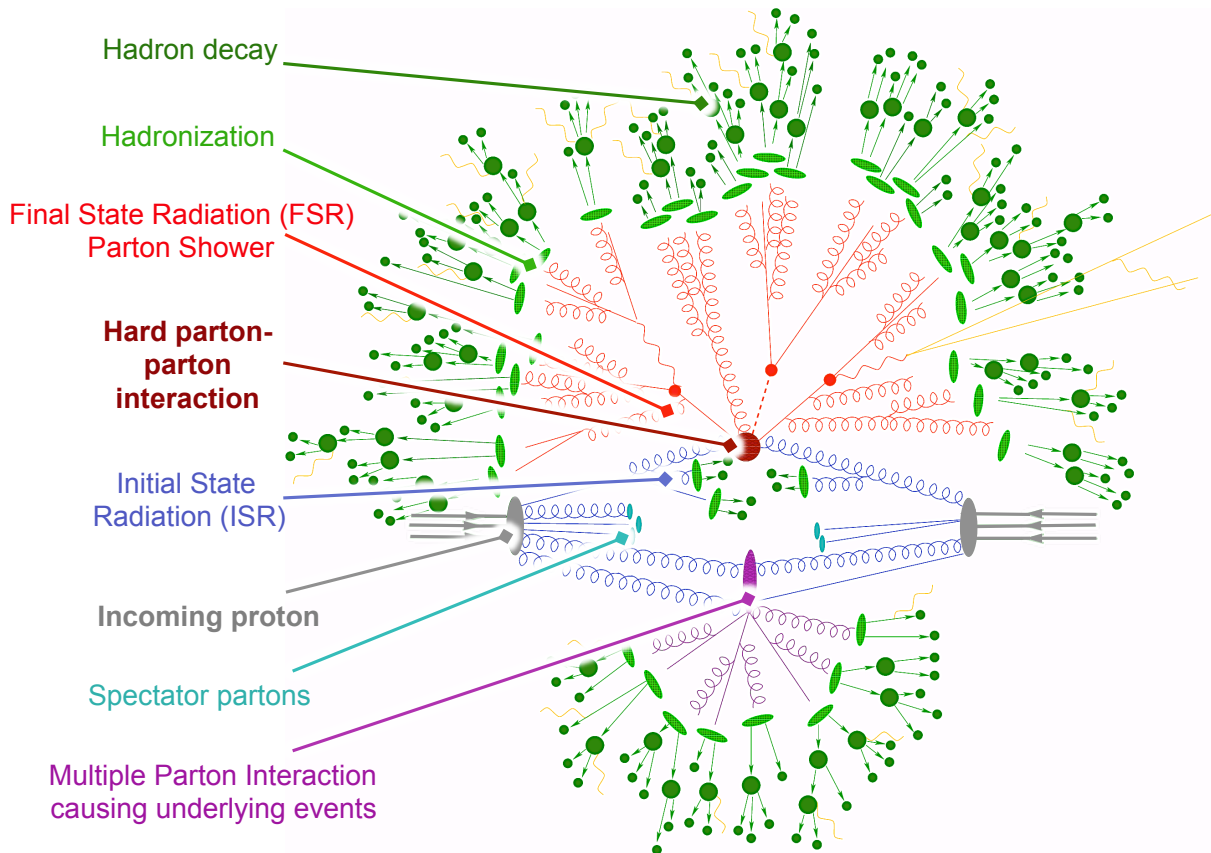 Hadron decay
Hadronization
Final State Radiation (FSR)
Parton Shower
Hard parton-
parton
interaction
Initial State
Radiation (ISR)
Incoming proton
Spectator partons
Multiple Parton Interaction
causing underlying events